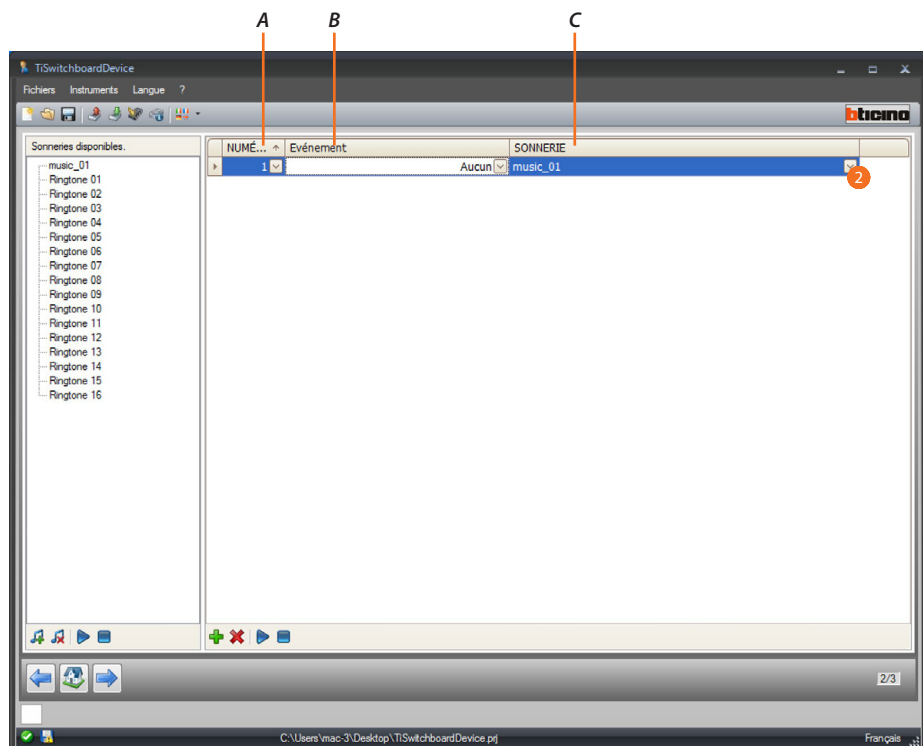 A B C
TiSwitchboardDevice
Fichiers Instruments Langue ?
bticino
Sonneries disponibles.
music_01
Ringtone 01
Ringtone 02
Ringtone 03
Ringtone 04
Ringtone 05
Ringtone 06
Ringtone 07
Ringtone 08
Ringtone 09
Ringtone 10
Ringtone 11
Ringtone 12
Ringtone 13
Ringtone 14
Ringtone 15
Ringtone 16
NUMÉ... Evénement SONNERIE
1 Aucun music_01
2
2/3
C:\Users\mac-3\Desktop\TiSwitchboardDevice.prj Français